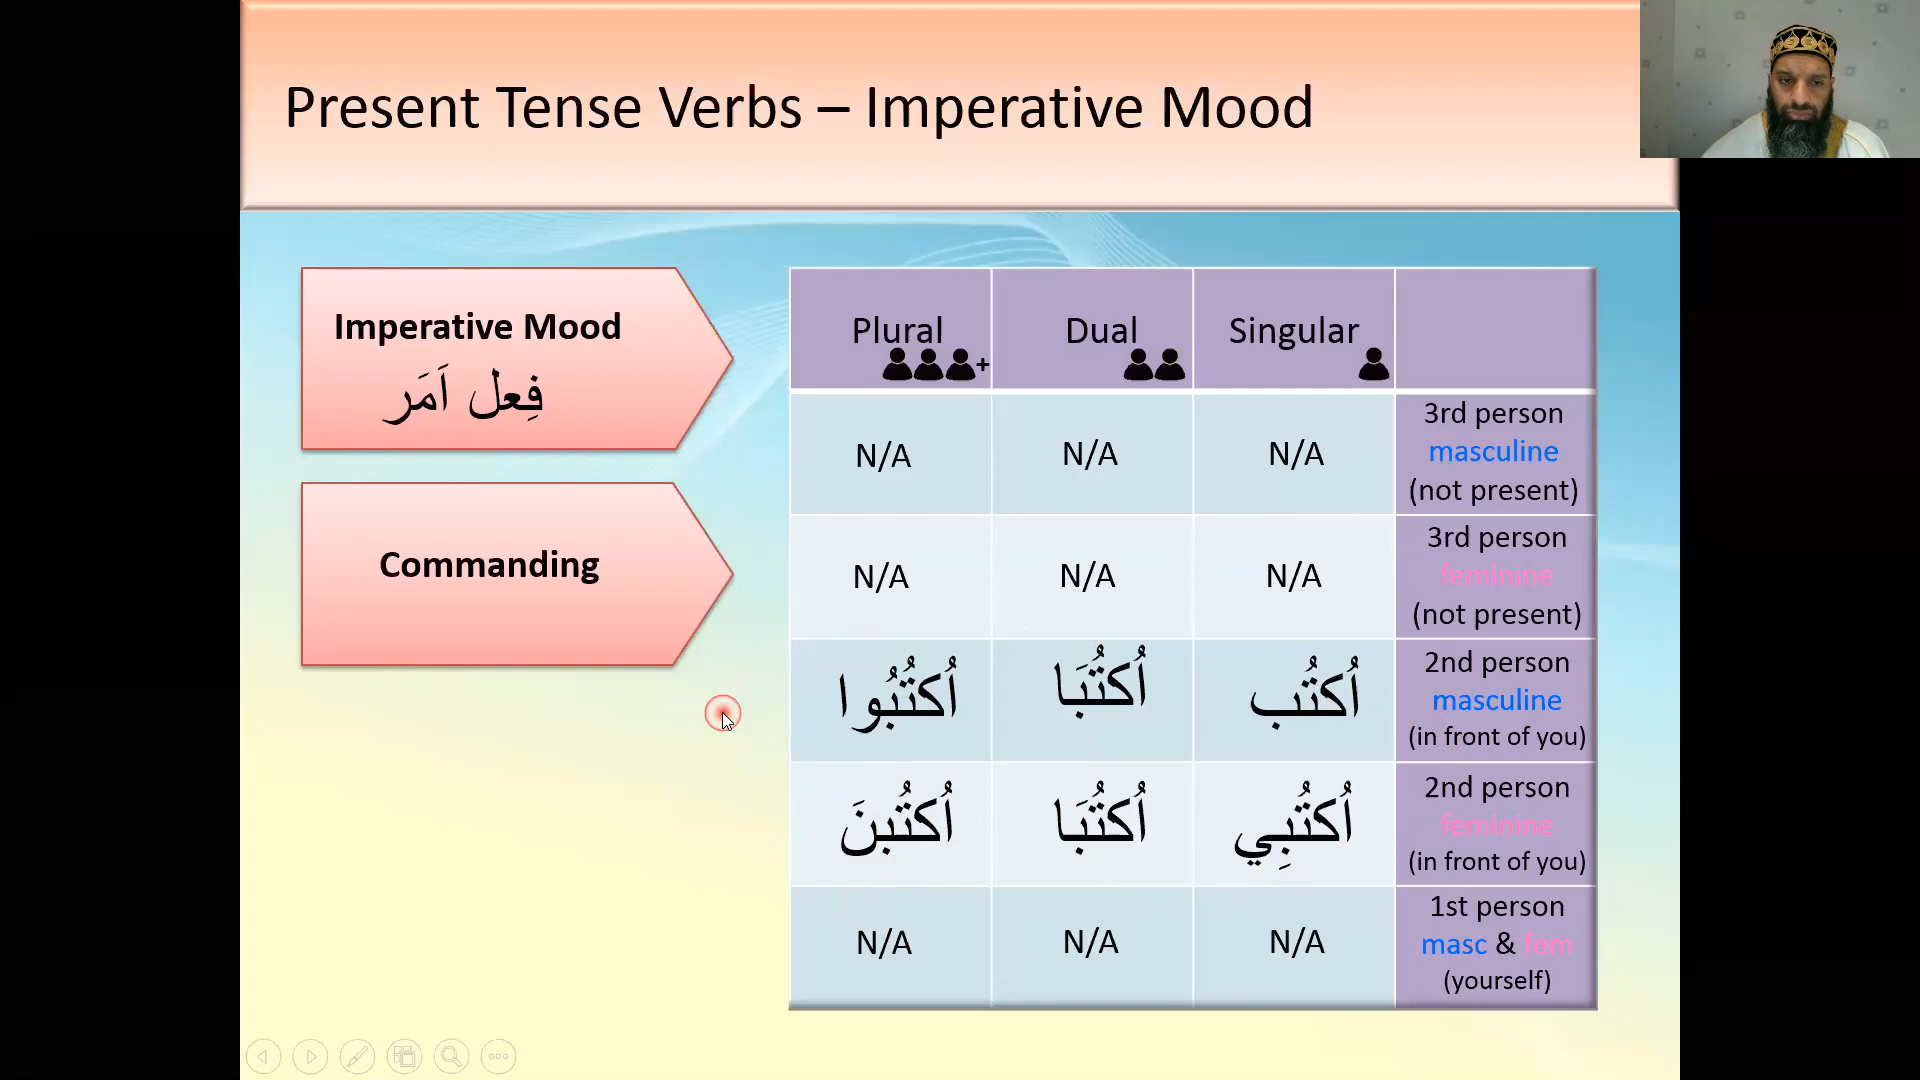 Present Tense Verbs – Imperative Mood
Imperative Mood
فِعل اَمَر
Commanding
Plural Dual Singular
+
N/A N/A N/A 3rd person
masculine
(not present)
N/A N/A N/A 3rd person
feminine
(not present)
اُكتُبُوا اُكتُبَا اُكتُب 2nd person
masculine
(in front of you)
اُكتُبنَ اُكتُبَا اُكتُبِي 2nd person
feminine
(in front of you)
N/A N/A N/A 1st person
masc & fem
(yourself)